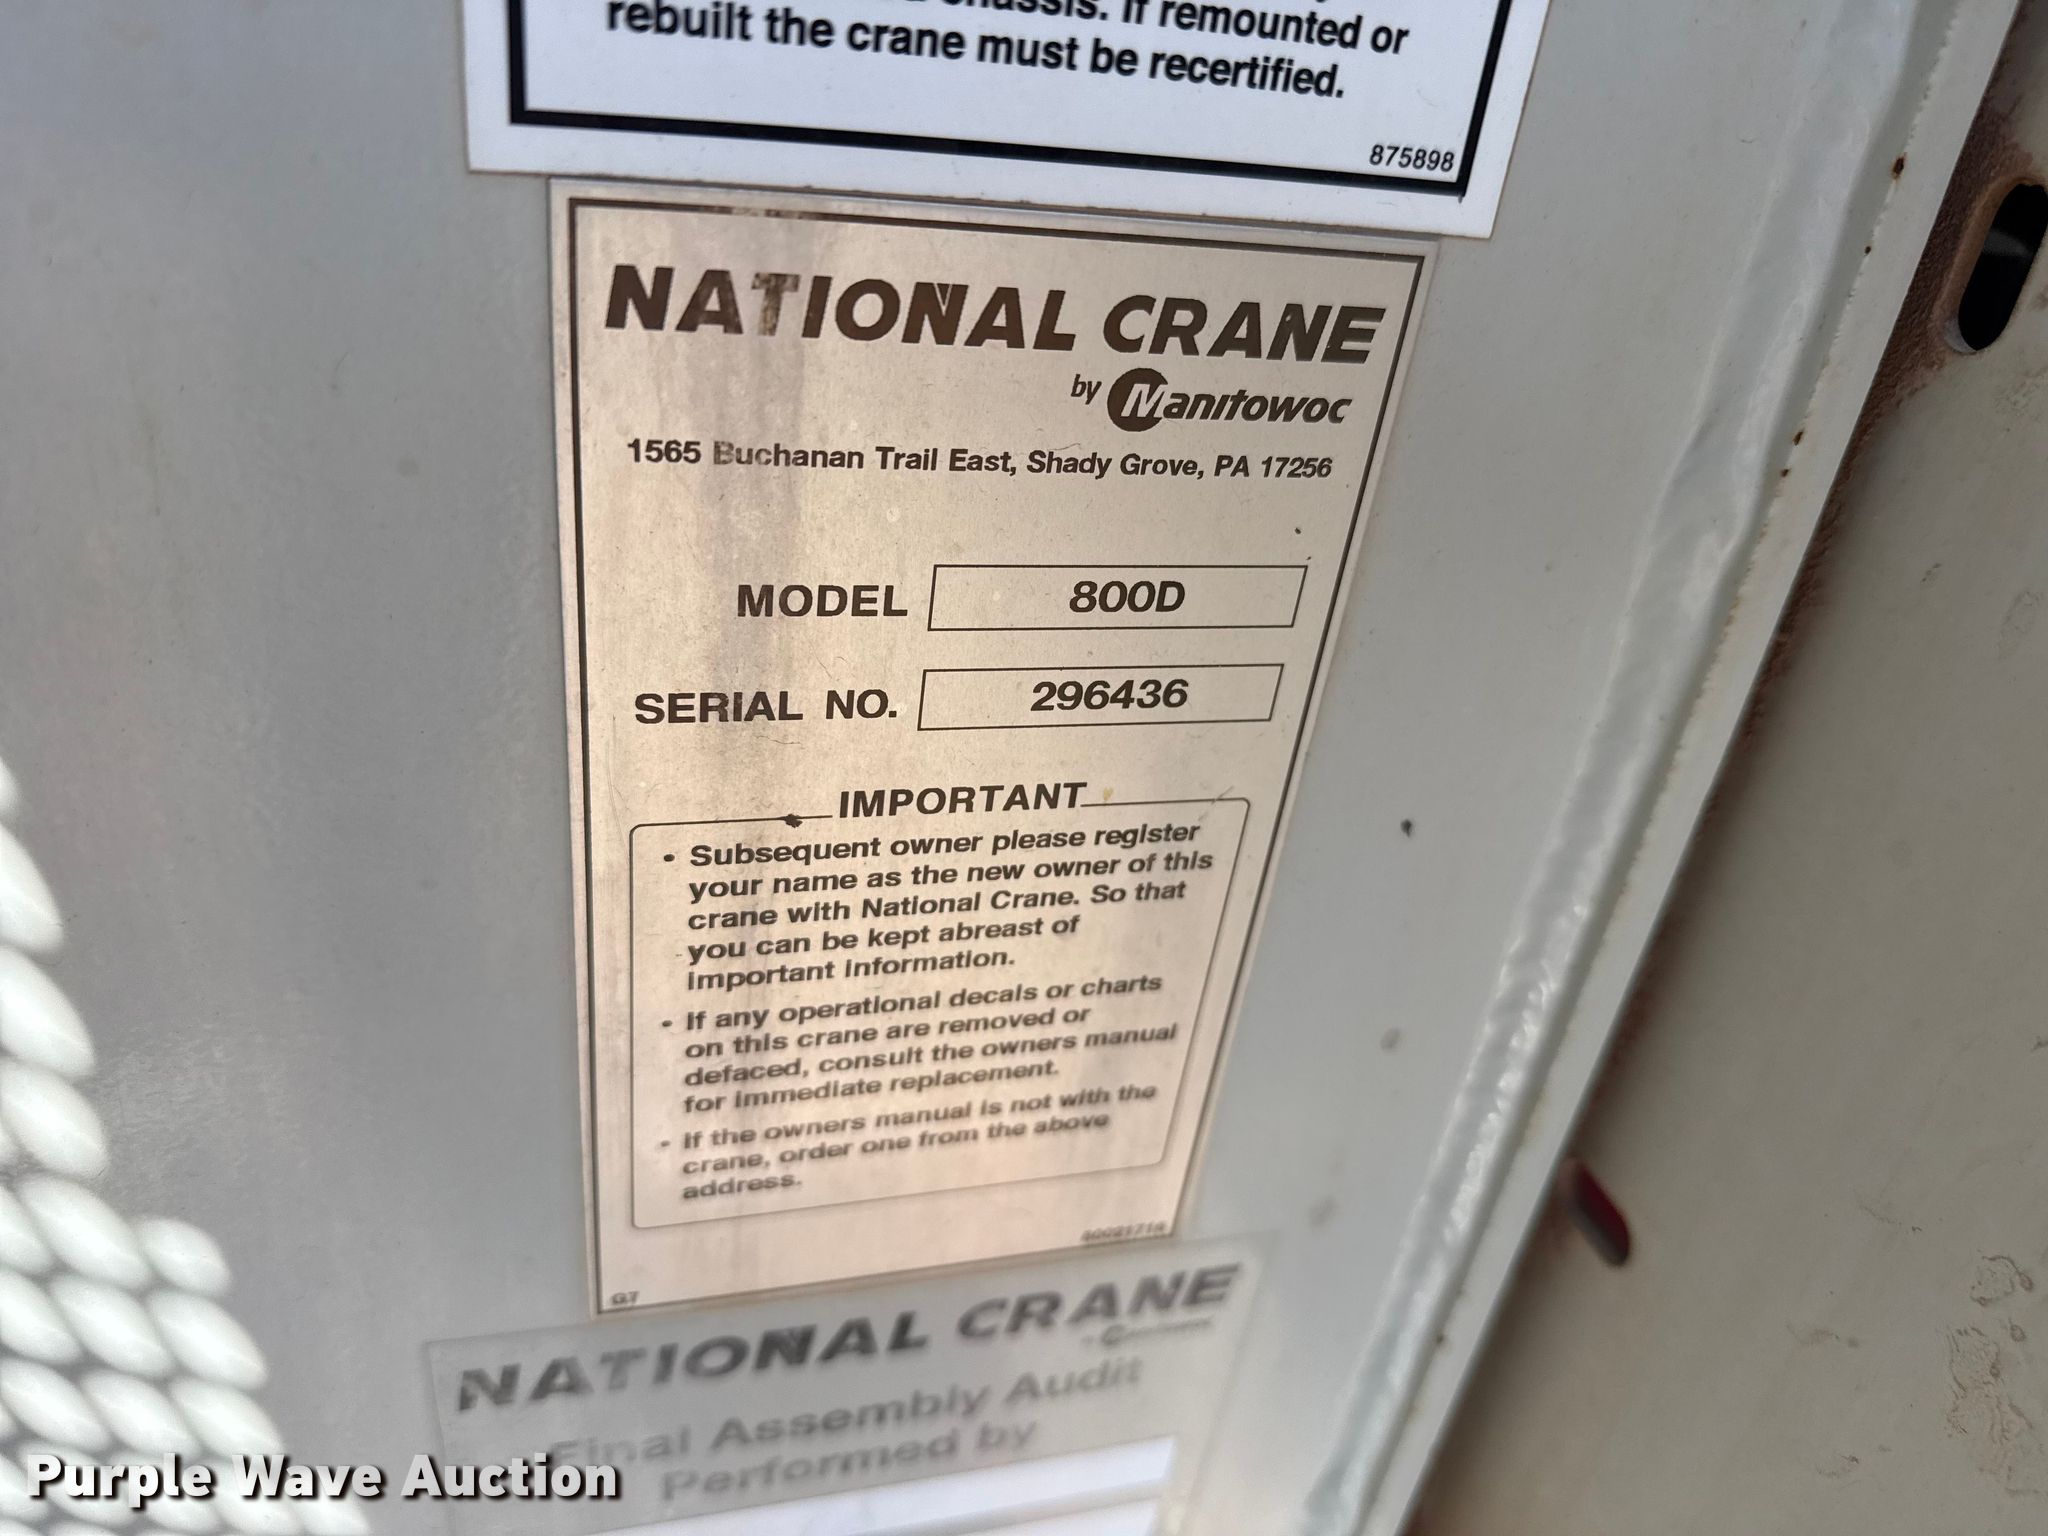 chassis. If remounted or
rebuilt the crane must be recertified.
875898
NATIONAL CRANE
by Manitowoc
1565 Buchanan Trail East, Shady Grove, PA 17256
MODEL 800D
SERIAL NO. 296436
IMPORTANT
• Subsequent owner please register
your name as the new owner of this
crane with National Crane. So that
you can be kept abreast of
important information.
• If any operational decals or charts
on this crane are removed or
defaced, consult the owners manual
for immediate replacement.
• If the owners manual is not with the
crane, order one from the above
address.
G7
NATIONAL CRANE
Final Assembly Audit
Performed by
Purple Wave Auction